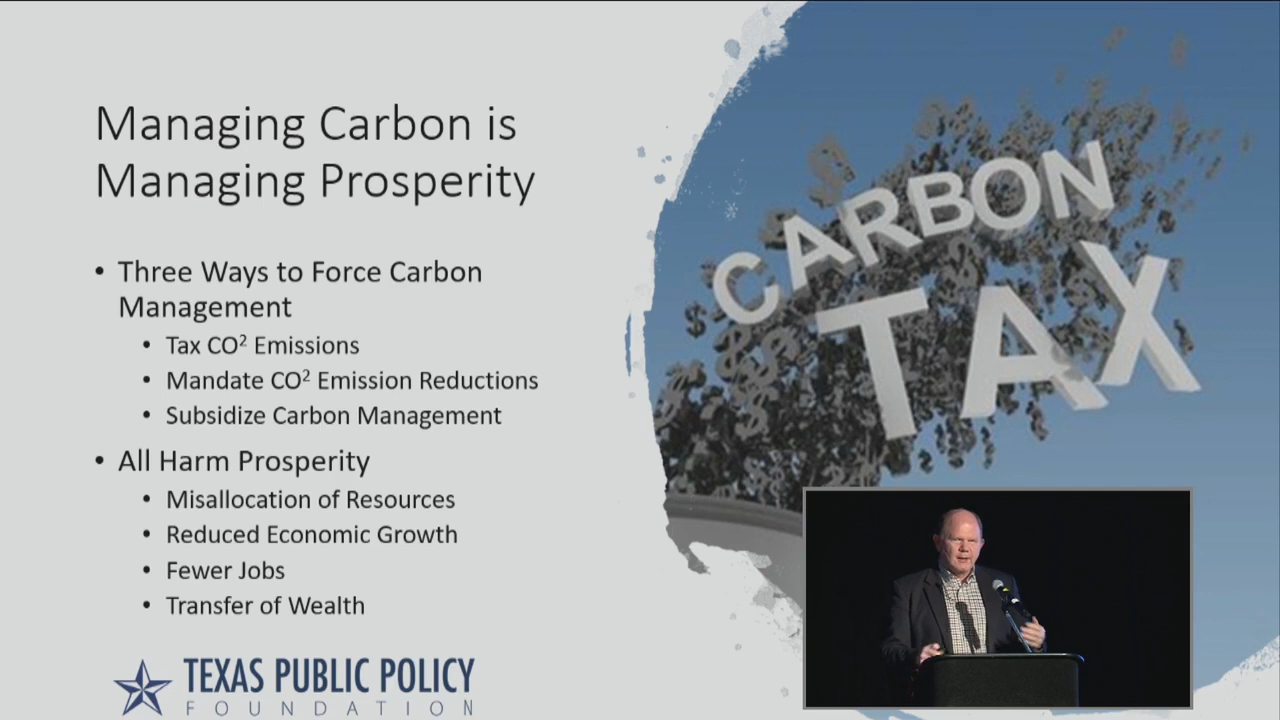 Managing Carbon is
Managing Prosperity
• Three Ways to Force Carbon
Management
• Tax CO² Emissions
• Mandate CO² Emission Reductions
• Subsidize Carbon Management
• All Harm Prosperity
• Misallocation of Resources
• Reduced Economic Growth
• Fewer Jobs
• Transfer of Wealth
TEXAS PUBLIC POLICY
FOUNDATION
CARBON
TAX